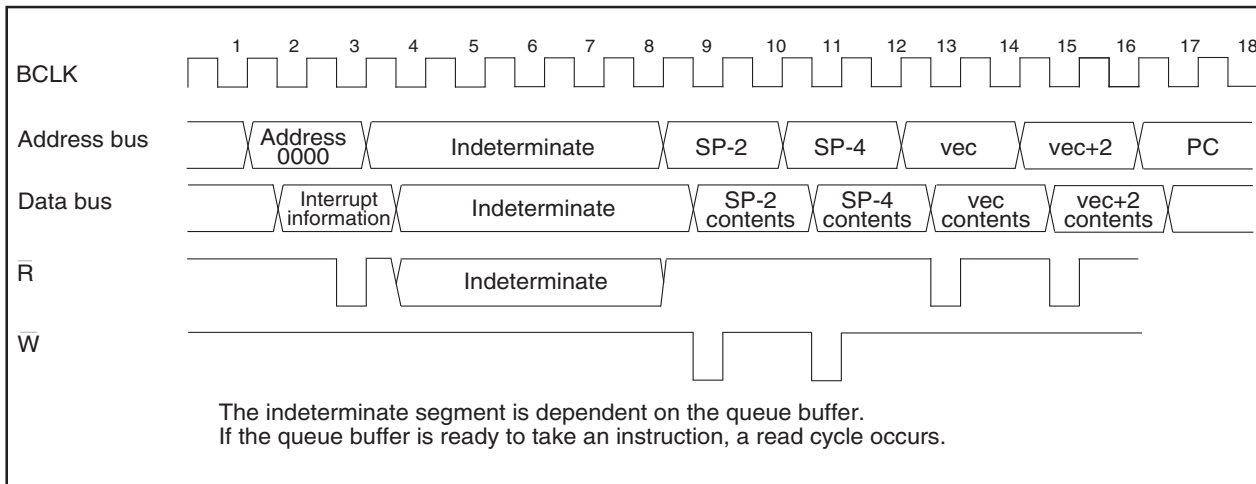 1 2 3 4 5 6 7 8 9 10 11 12 13 14 15 16 17 18
BCLK
Address bus
Address
0000
Indeterminate
SP-2
SP-4
vec
vec+2
PC
Data bus
Interrupt
information
Indeterminate
SP-2
contents
SP-4
contents
vec
contents
vec+2
contents
R̅
Indeterminate
W̅
The indeterminate segment is dependent on the queue buffer.
If the queue buffer is ready to take an instruction, a read cycle occurs.